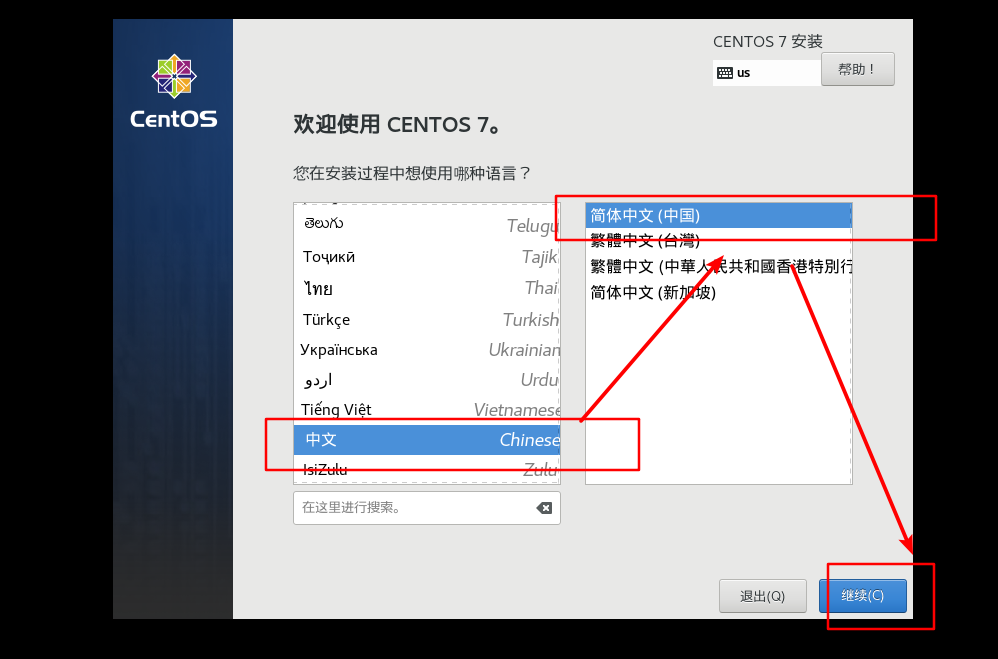 CentOS
CENTOS 7 安装
us
帮助！
欢迎使用 CENTOS 7。
您在安装过程中想使用哪种语言？
తెలుగు Telugu
Тоҷикӣ Tajik
ไทย Thai
Türkçe Turkish
Українська Ukrainian
اردو Urdu
Tiếng Việt Vietnamese
中文 Chinese
IsiZulu Zulu
在这里进行搜索。
简体中文 (中国)
繁體中文 (台灣)
繁體中文 (中華人民共和國香港特別行
简体中文 (新加坡)
退出(Q)
继续(C)